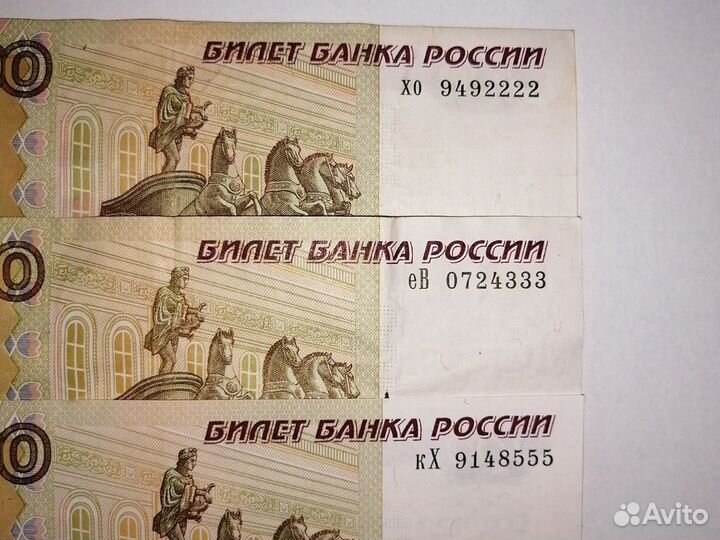 БИЛЕТ БАНКА РОССИИ
хо 9492222
БИЛЕТ БАНКА РОССИИ
еВ 0724333
БИЛЕТ БАНКА РОССИИ
кХ 9148555
Avito